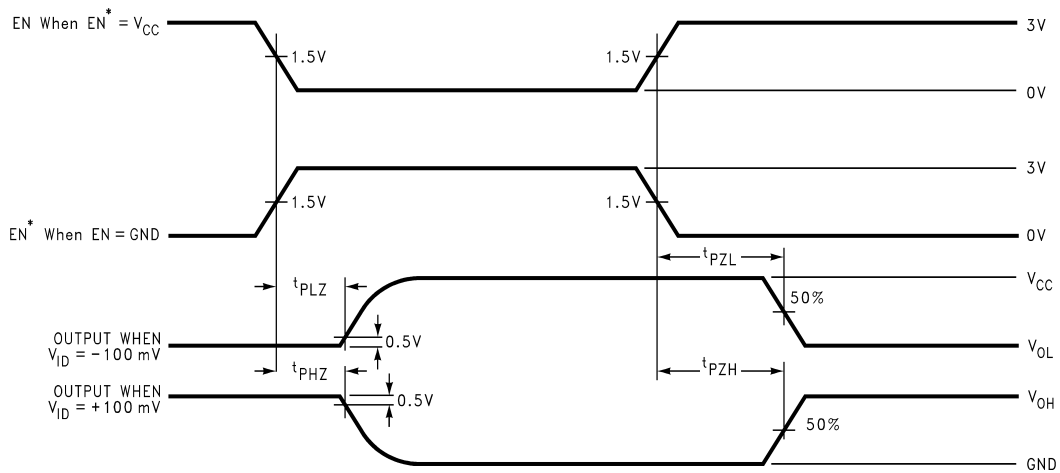 EN When EN* = VCC
3V
1.5V
1.5V
0V
3V
1.5V
1.5V
EN* When EN = GND
0V
tPZL
VCC
tPLZ
50%
OUTPUT WHEN
VID = −100 mV
0.5V
VOL
tPHZ
tPZH
OUTPUT WHEN
VID = +100 mV
0.5V
VOH
50%
GND